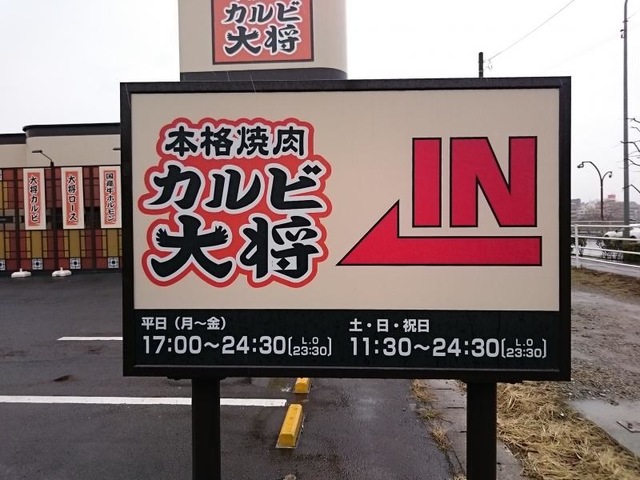 カルビ
大将
本格焼肉
カルビ
大将
IN
平日（月～金）
17:00～24:30〔L.O 23:30〕
土・日・祝日
11:30～24:30〔L.O 23:30〕
大将カルビ
大将ロース
国産牛ホルモン